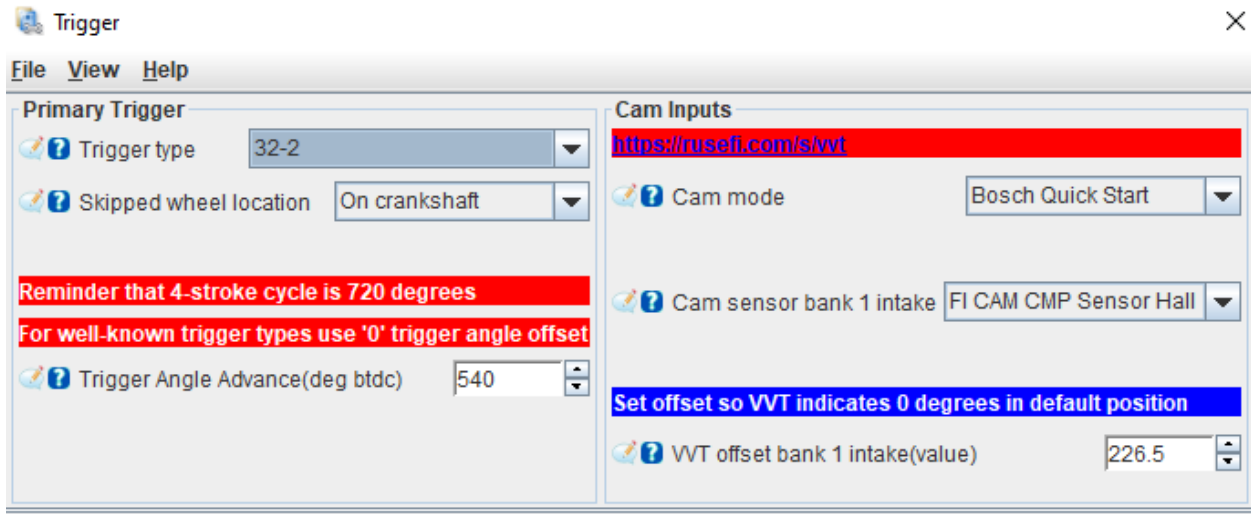 Trigger
File View Help
Primary Trigger
Trigger type 32-2
Skipped wheel location On crankshaft
Reminder that 4-stroke cycle is 720 degrees
For well-known trigger types use '0' trigger angle offset
Trigger Angle Advance(deg btdc) 540
Cam Inputs
https://rusefi.com/s/vvt
Cam mode Bosch Quick Start
Cam sensor bank 1 intake FI CAM CMP Sensor Hall
Set offset so VVT indicates 0 degrees in default position
VVT offset bank 1 intake(value) 226.5